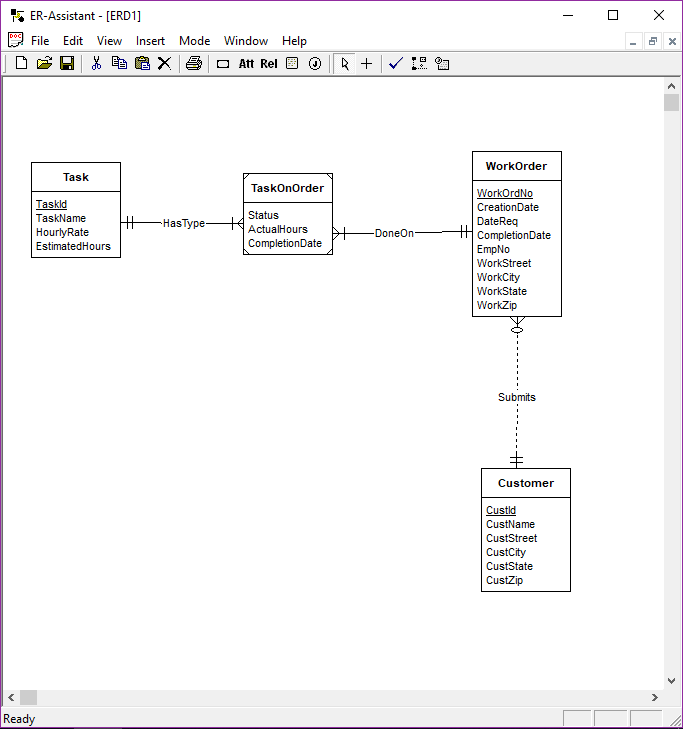 ER-Assistant - [ERD1]
DOC
File Edit View Insert Mode Window Help
Att Rel J
Task
TaskId
TaskName
HourlyRate
EstimatedHours
HasType
TaskOnOrder
Status
ActualHours
CompletionDate
DoneOn
WorkOrder
WorkOrdNo
CreationDate
DateReq
CompletionDate
EmpNo
WorkStreet
WorkCity
WorkState
WorkZip
Submits
Customer
CustId
CustName
CustStreet
CustCity
CustState
CustZip
Ready